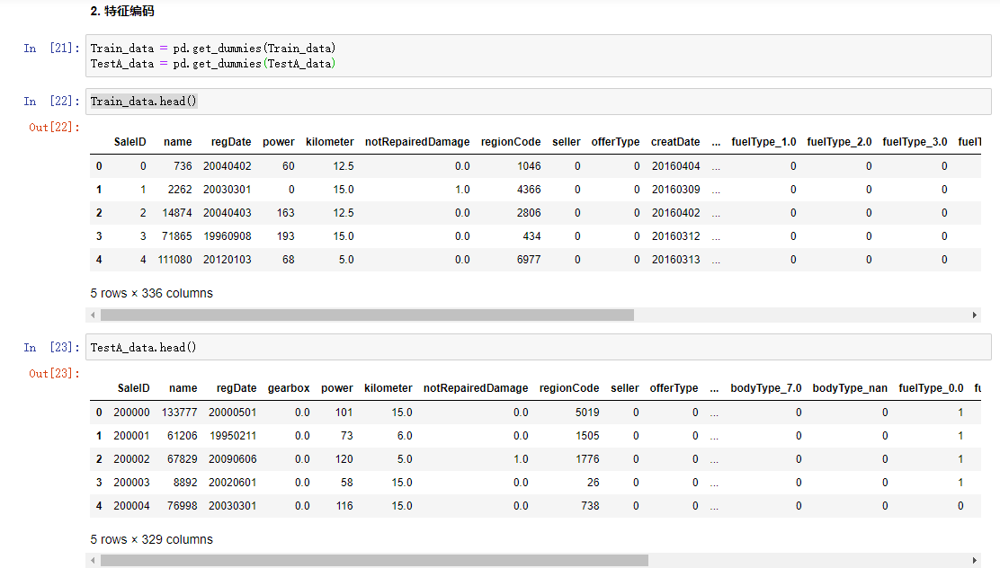 2. 特征编码
In [21]: Train_data = pd.get_dummies(Train_data)
TestA_data = pd.get_dummies(TestA_data)
In [22]: Train_data.head()
Out[22]:
SaleID name regDate power kilometer notRepairedDamage regionCode seller offerType creatDate ... fuelType_1.0 fuelType_2.0 fuelType_3.0 fuelT
0 0 736 20040402 60 12.5 0.0 1046 0 0 20160404 ... 0 0 0
1 1 2262 20030301 0 15.0 1.0 4366 0 0 20160309 ... 0 0 0
2 2 14874 20040403 163 12.5 0.0 2806 0 0 20160402 ... 0 0 0
3 3 71865 19960908 193 15.0 0.0 434 0 0 20160312 ... 0 0 0
4 4 111080 20120103 68 5.0 0.0 6977 0 0 20160313 ... 0 0 0
5 rows × 336 columns
In [23]: TestA_data.head()
Out[23]:
SaleID name regDate gearbox power kilometer notRepairedDamage regionCode seller offerType ... bodyType_7.0 bodyType_nan fuelType_0.0 fu
0 200000 133777 20000501 0.0 101 15.0 0.0 5019 0 0 ... 0 0 1
1 200001 61206 19950211 0.0 73 6.0 0.0 1505 0 0 ... 0 0 1
2 200002 67829 20090606 0.0 120 5.0 1.0 1776 0 0 ... 0 0 1
3 200003 8892 20020601 0.0 58 15.0 0.0 26 0 0 ... 0 0 1
4 200004 76998 20030301 0.0 116 15.0 0.0 738 0 0 ... 0 0 0
5 rows × 329 columns